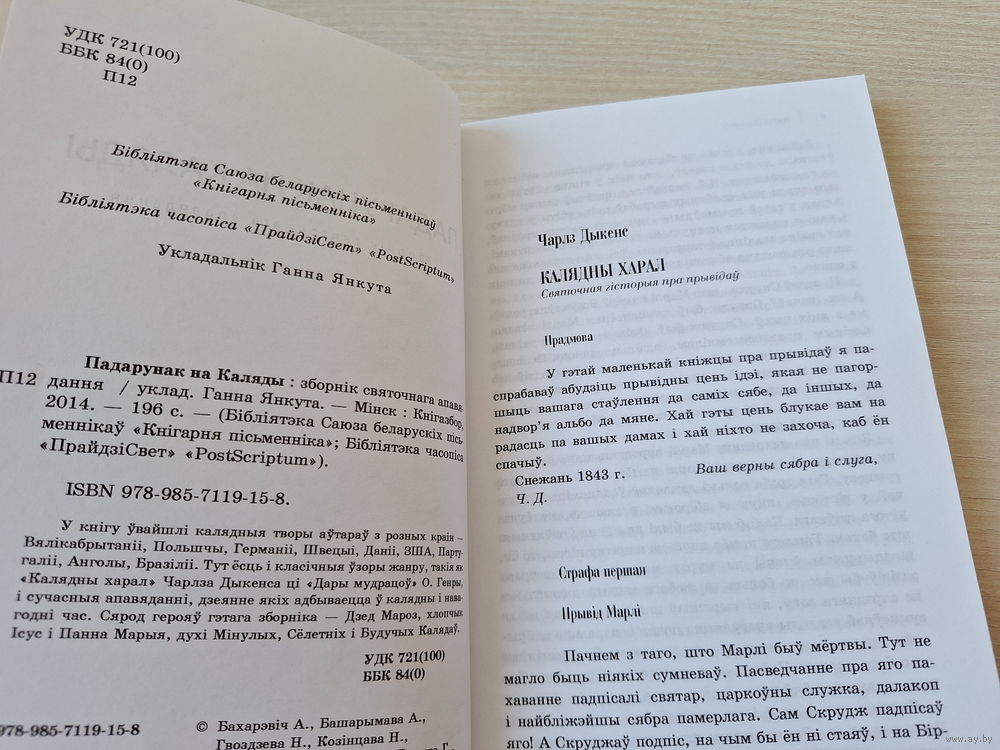 УДК 721(100)
ББК 84(0)
П12
Бібліятэка Саюза беларускіх пісьменнікаў
«Кнігарня пісьменніка»
Бібліятэка часопіса «ПрайдзіСвет» «PostScriptum»
Укладальнік Ганна Янкута
Падарунак на Каляды : зборнік святочнага апавя-
П12 дання / уклад. Ганна Янкута. — Мінск : Кнігазбор,
2014. — 196 с. — (Бібліятэка Саюза беларускіх пісь-
меннікаў «Кнігарня пісьменніка»; Бібліятэка часопіса
«ПрайдзіСвет» «PostScriptum»).
ISBN 978-985-7119-15-8.
У кнігу ўвайшлі калядныя творы аўтараў з розных краін –
Вялікабрытаніі, Польшчы, Германіі, Швецыі, Даніі, ЗША, Парту-
галіі, Анголы, Бразіліі. Тут ёсць і класічныя ўзоры жанру, такія як
«Калядны харал» Чарлза Дыкенса ці «Дары мудрацоў» О. Генры,
і сучасныя апавяданні, дзеянне якіх адбываецца ў калядны і нава-
годні час. Сярод герояў гэтага зборніка — Дзед Мароз, хлопчык
Ісус і Панна Марыя, духі Мінулых, Сёлетніх і Будучых Калядаў.
УДК 721(100)
ББК 84(0)
978-985-7119-15-8
© Бахарэвіч А., Башарымава А.,
Гвоздзева Н., Козінцава Н.,
Чарлз Дыкенс
КАЛЯДНЫ ХАРАЛ
Святочная гісторыя пра прывідаў
Прадмова
У гэтай маленькай кніжцы пра прывідаў я па-
спрабаваў абудзіць прывідны цень ідэі, якая не пагор-
шыць вашага стаўлення да саміх сябе, да іншых, да
надвор'я альбо да мяне. Хай гэты цень блукае вам на
радасць па вашых дамах і хай ніхто не захоча, каб ён
спачыў.
Снежань 1843 г. Ваш верны сябра і слуга,
Ч. Д.
Страфа першая
Прывід Марлі
Пачнем з таго, што Марлі быў мёртвы. Тут не
магло быць ніякіх сумневаў. Пасведчанне пра яго па-
хаванне падпісалі святар, царкоўны служка, далакоп
і найбліжэйшы сябра памерлага. Сам Скрудж падпісаў
яго! А Скруджаў подпіс, на чым бы ён ні стаяў, і на Бір-
www.ay.by